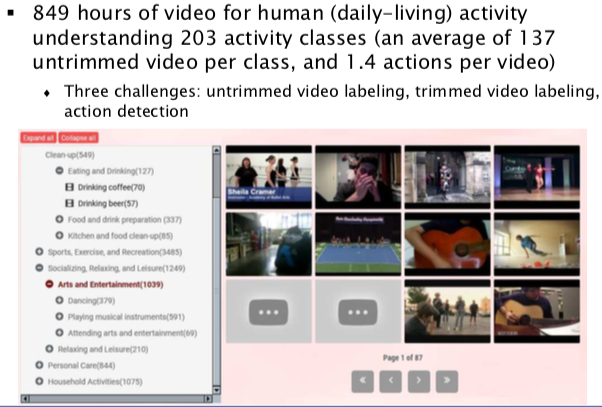 849 hours of video for human (daily-living) activity
understanding 203 activity classes (an average of 137
untrimmed video per class, and 1.4 actions per video)
Three challenges: untrimmed video labeling, trimmed video labeling,
action detection
Expand all Collapse all
Clean-up(549)
Eating and Drinking(127)
Drinking coffee(70)
Drinking beer(57)
Food and drink preparation (337)
Kitchen and food clean-up(85)
Sports, Exercise, and Recreation(3485)
Socializing, Relaxing, and Leisure(1249)
Arts and Entertainment(1039)
Dancing(379)
Playing musical instruments(591)
Attending arts and entertainment(69)
Relaxing and Leisure(210)
Personal Care(844)
Household Activities(1075)
Sheila Cramer
Page 1 of 87